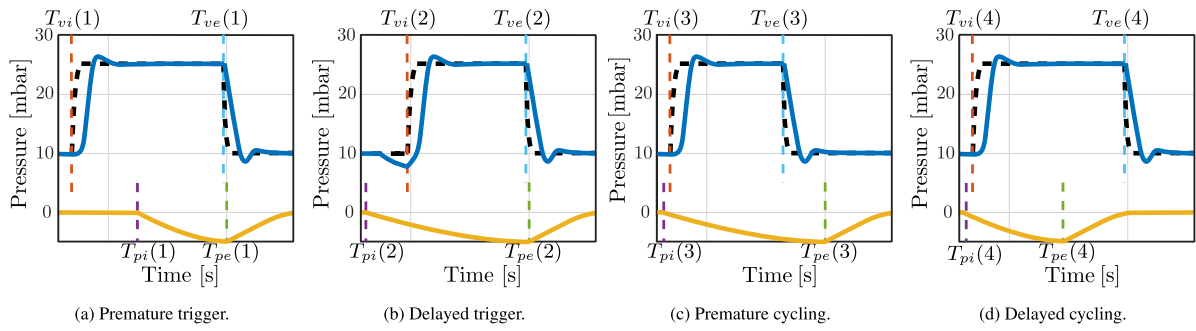 T_vi(1) T_ve(1) T_vi(2) T_ve(2) T_vi(3) T_ve(3) T_vi(4) T_ve(4)
30 30 30 30
20 20 20 20
10 10 10 10
0 0 0 0
Pressure [mbar] Pressure [mbar] Pressure [mbar] Pressure [mbar]
T_pi(1) T_pe(1) T_pi(2) T_pe(2) T_pi(3) T_pe(3) T_pi(4) T_pe(4)
Time [s] Time [s] Time [s] Time [s]
(a) Premature trigger. (b) Delayed trigger. (c) Premature cycling. (d) Delayed cycling.